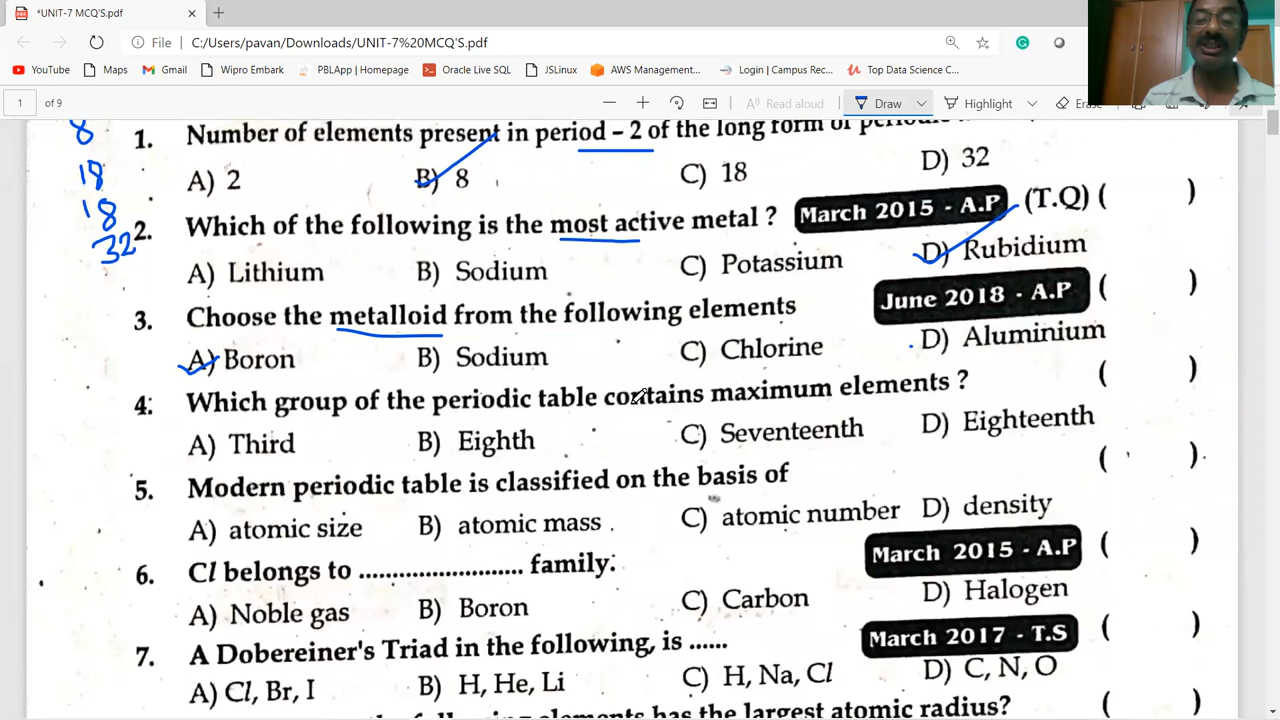 *UNIT-7 MCQ'S.pdf
File C:/Users/pavan/Downloads/UNIT-7%20MCQ'S.pdf
YouTube Maps Gmail Wipro Embark PBLApp | Homepage Oracle Live SQL JSLinux AWS Management... Login | Campus Rec... Top Data Science C...
1 of 9 Read aloud Draw Highlight Erase
8
18
18
32
1. Number of elements present in period – 2 of the long form of
A) 2 B) 8 C) 18 D) 32
2. Which of the following is the most active metal ? March 2015 - A.P (T.Q) ( )
A) Lithium B) Sodium C) Potassium D) Rubidium
3. Choose the metalloid from the following elements June 2018 - A.P ( )
A) Boron B) Sodium C) Chlorine D) Aluminium
4. Which group of the periodic table contains maximum elements ? ( )
A) Third B) Eighth C) Seventeenth D) Eighteenth
5. Modern periodic table is classified on the basis of ( )
A) atomic size B) atomic mass . C) atomic number D) density
6. Cl belongs to ........................ family. March 2015 - A.P ( )
A) Noble gas B) Boron C) Carbon D) Halogen
7. A Dobereiner's Triad in the following, is ...... March 2017 - T.S ( )
A) Cl, Br, I B) H, He, Li C) H, Na, Cl D) C, N, O
following elements has the largest atomic radius? ( )